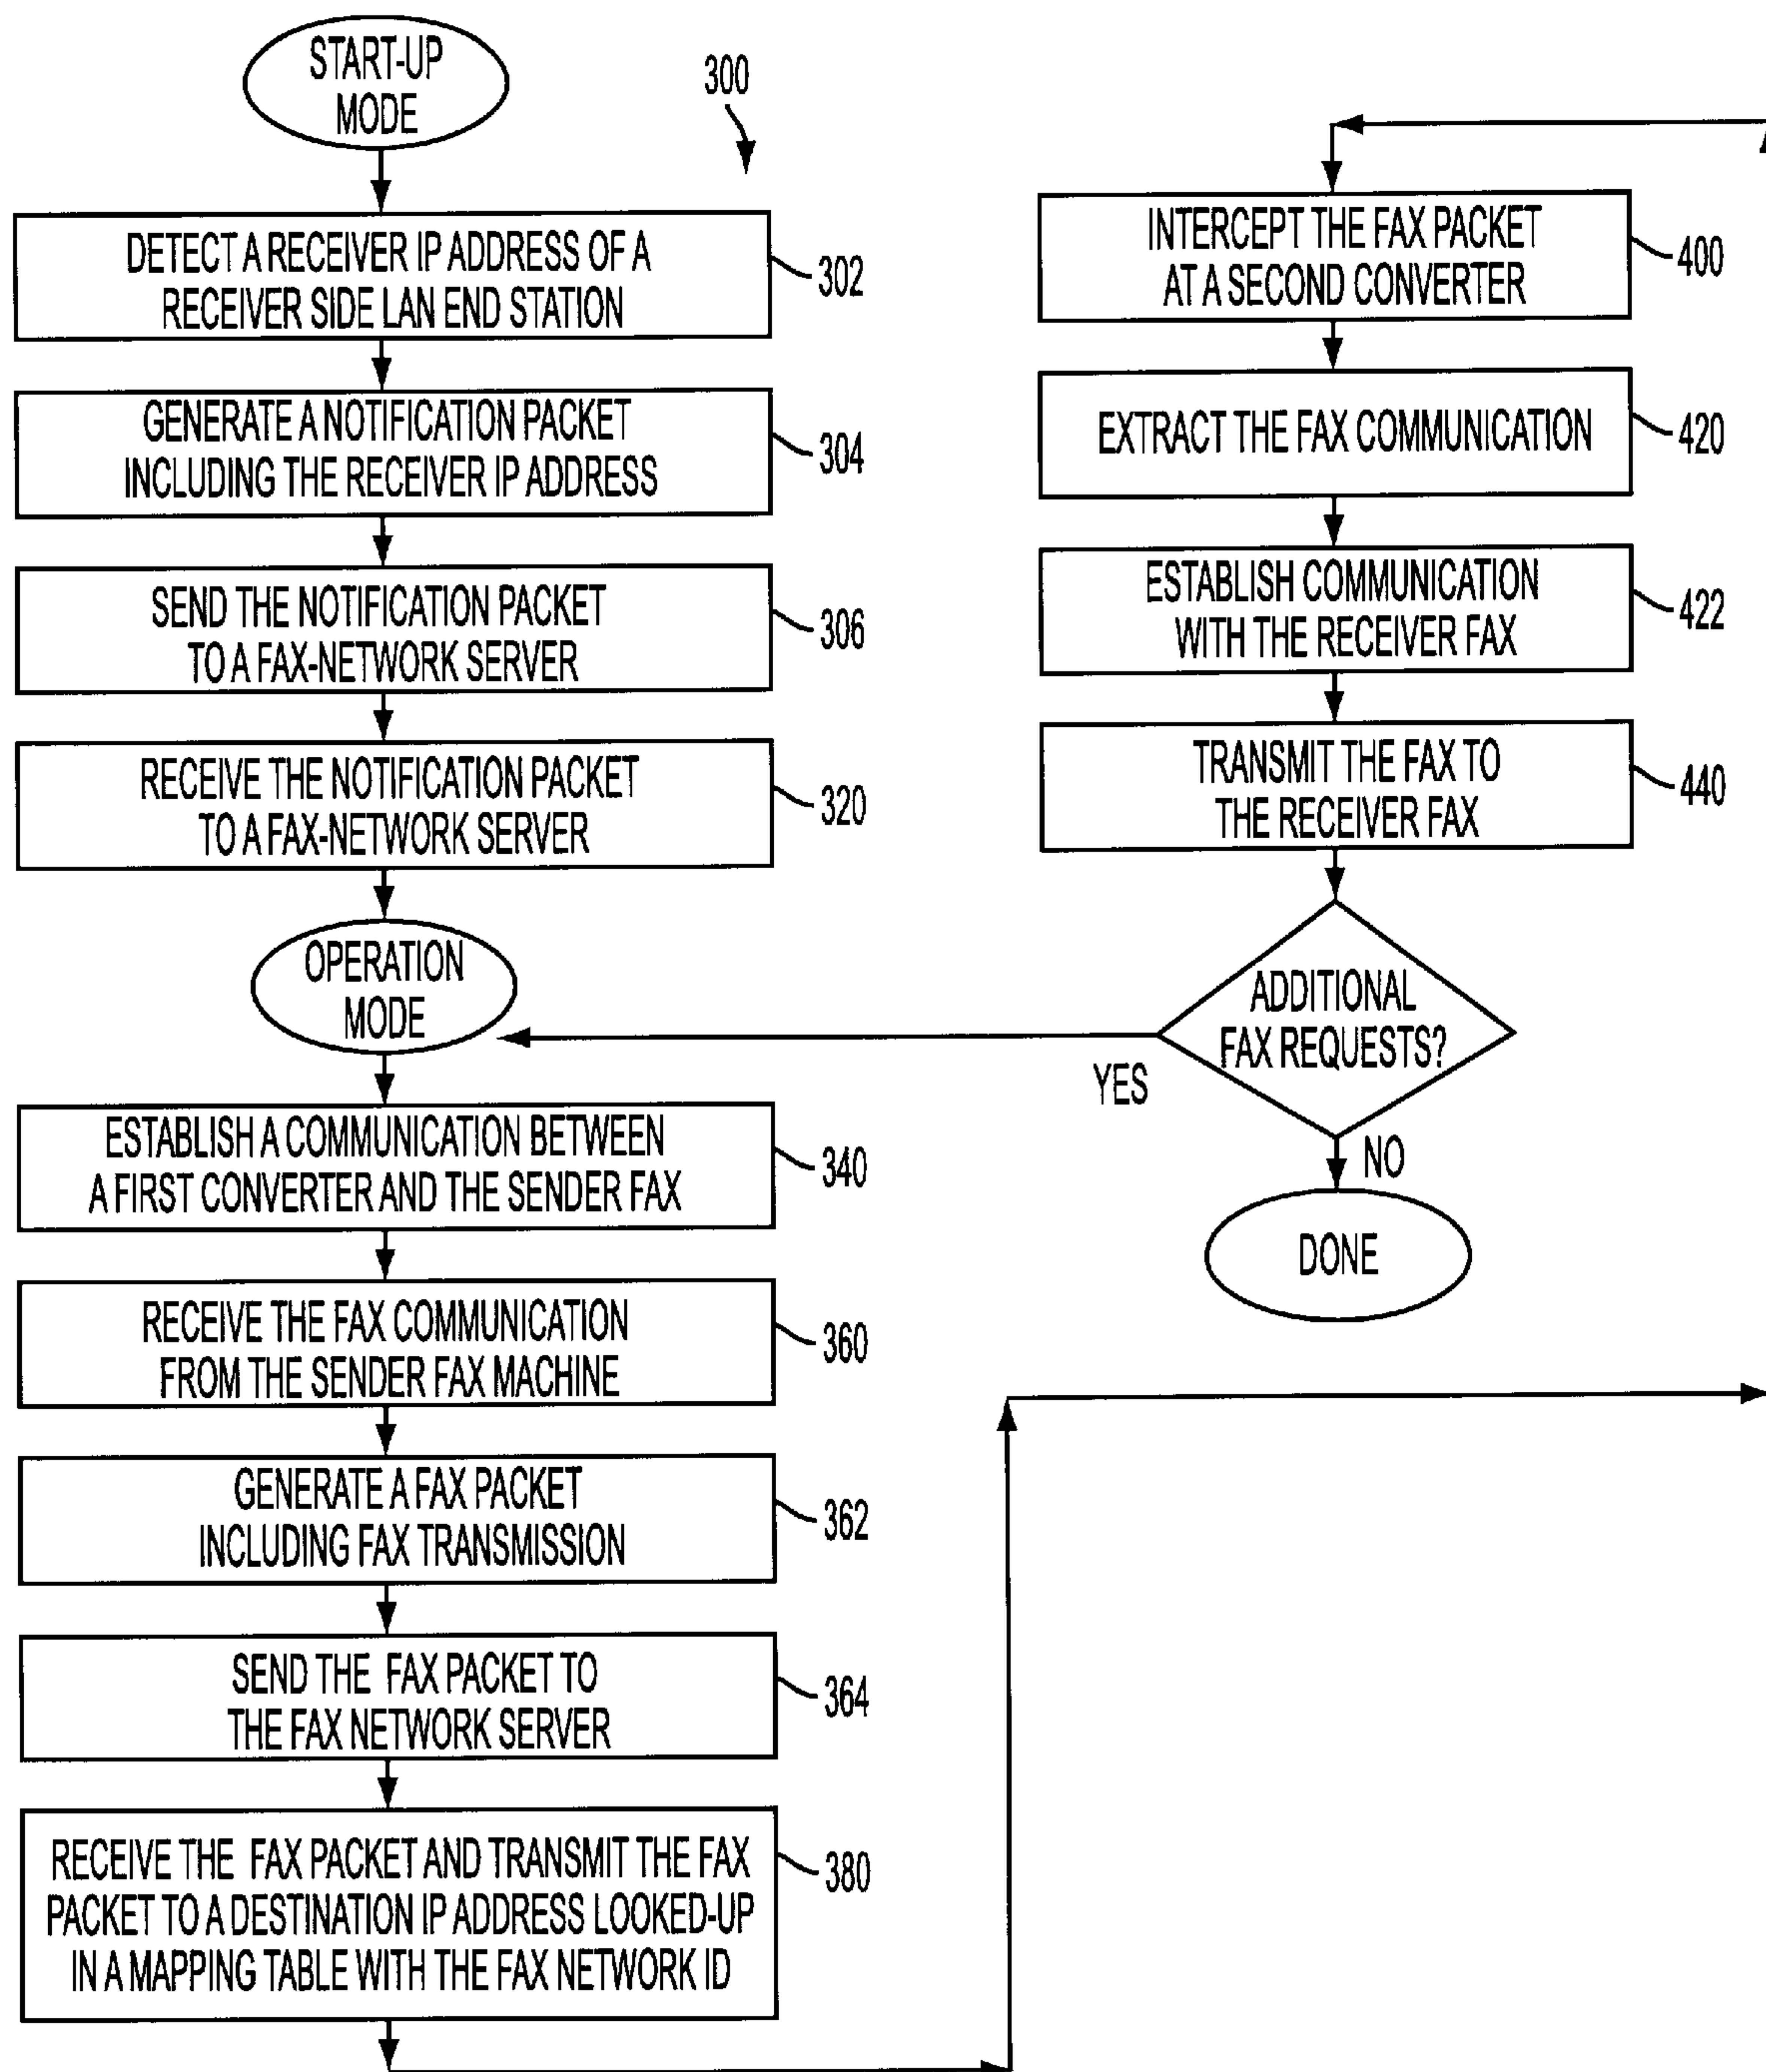 START-UP
MODE
300
DETECT A RECEIVER IP ADDRESS OF A
RECEIVER SIDE LAN END STATION
302
GENERATE A NOTIFICATION PACKET
INCLUDING THE RECEIVER IP ADDRESS
304
SEND THE NOTIFICATION PACKET
TO A FAX-NETWORK SERVER
306
RECEIVE THE NOTIFICATION PACKET
TO A FAX-NETWORK SERVER
320
OPERATION
MODE
ESTABLISH A COMMUNICATION BETWEEN
A FIRST CONVERTER AND THE SENDER FAX
340
RECEIVE THE FAX COMMUNICATION
FROM THE SENDER FAX MACHINE
360
GENERATE A FAX PACKET
INCLUDING FAX TRANSMISSION
362
SEND THE FAX PACKET TO
THE FAX NETWORK SERVER
364
RECEIVE THE FAX PACKET AND TRANSMIT THE FAX
PACKET TO A DESTINATION IP ADDRESS LOOKED-UP
IN A MAPPING TABLE WITH THE FAX NETWORK ID
380
INTERCEPT THE FAX PACKET
AT A SECOND CONVERTER
400
EXTRACT THE FAX COMMUNICATION
420
ESTABLISH COMMUNICATION
WITH THE RECEIVER FAX
422
TRANSMIT THE FAX TO
THE RECEIVER FAX
440
ADDITIONAL
FAX REQUESTS?
YES
NO
DONE